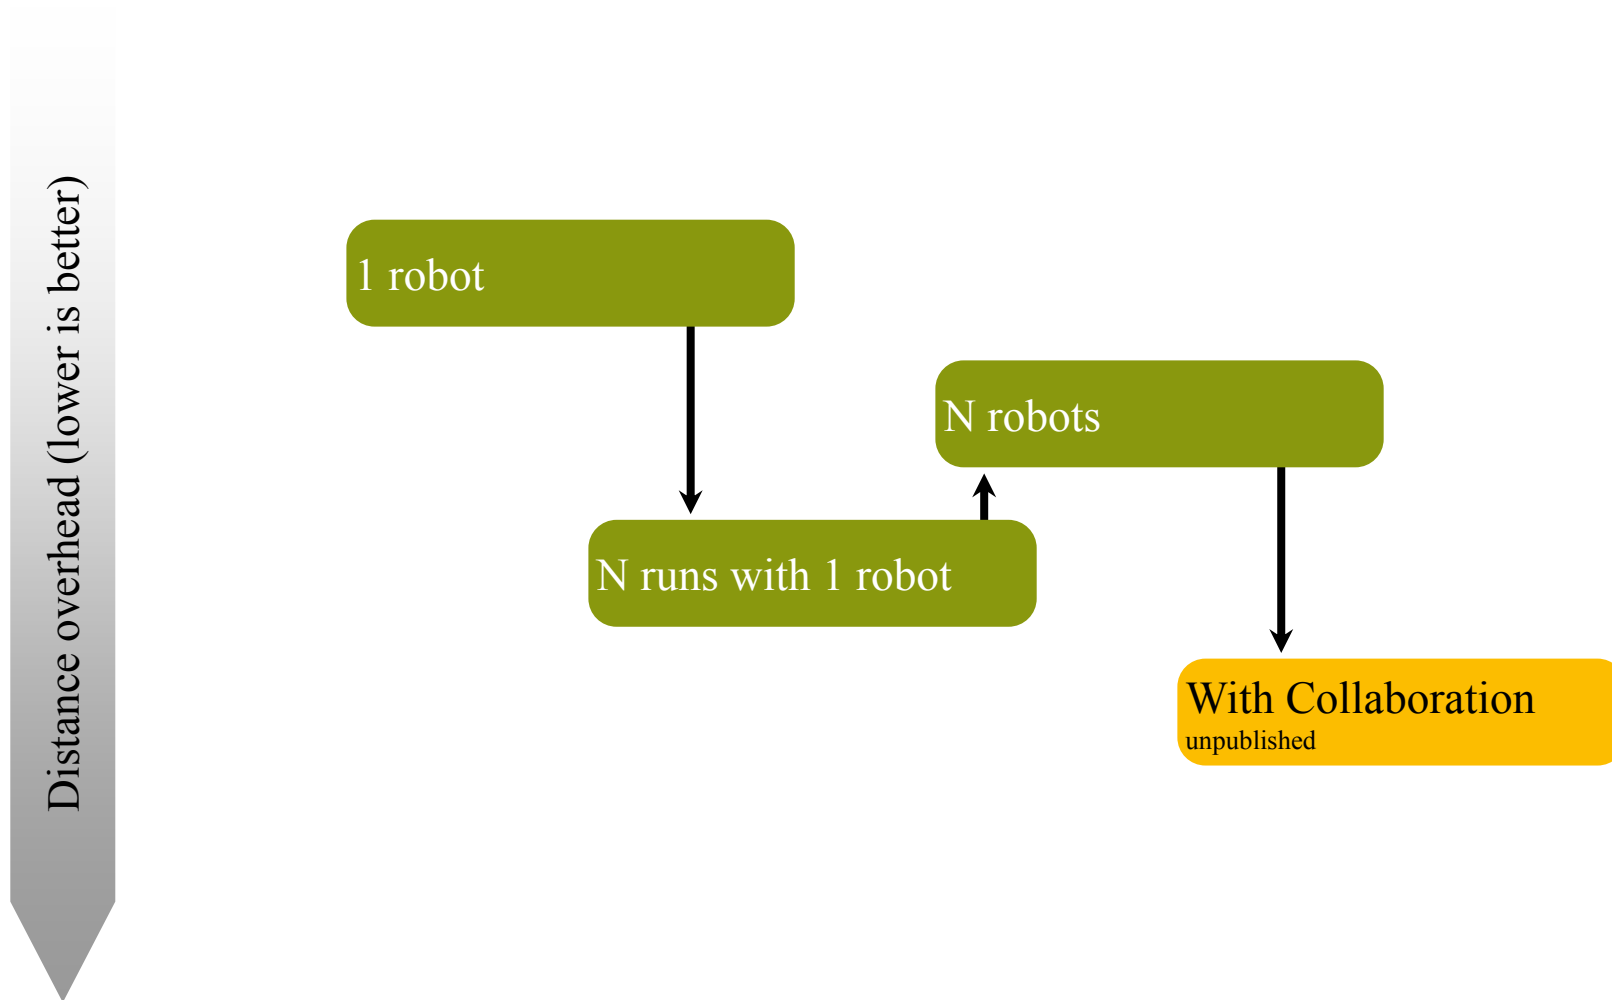 Distance overhead (lower is better)
1 robot
N robots
N runs with 1 robot
With Collaboration
unpublished